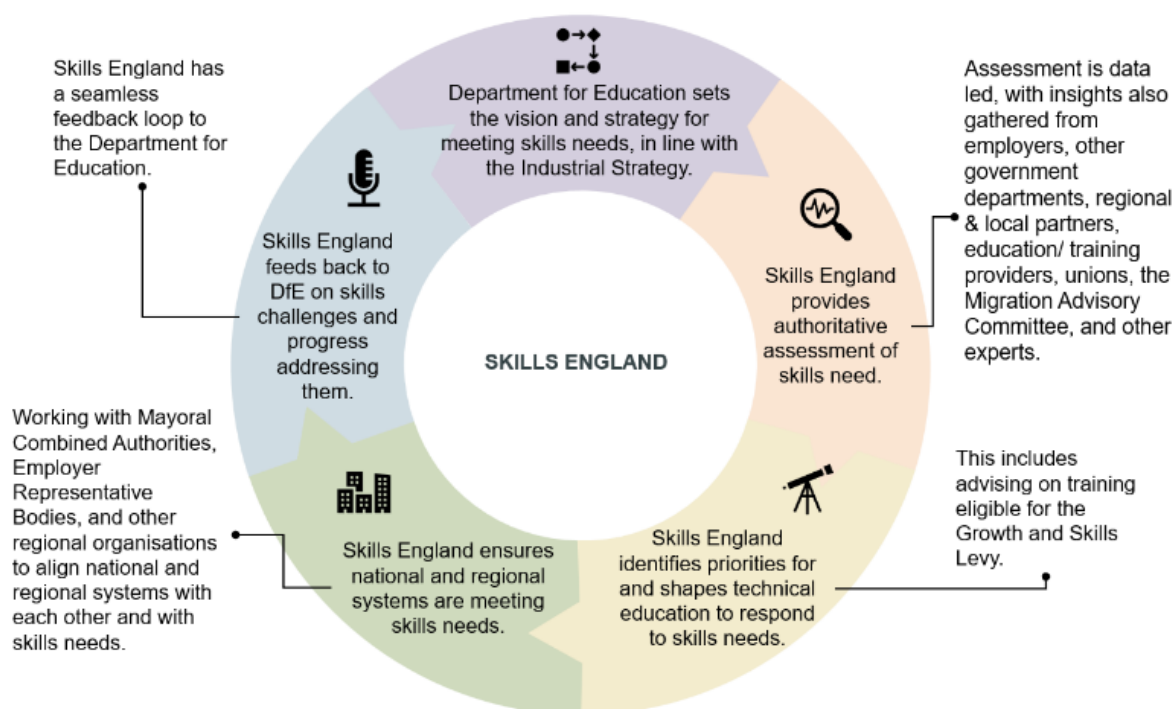 Department for Education sets
the vision and strategy for
meeting skills needs, in line with
the Industrial Strategy.
Skills England
provides
authoritative
assessment of
skills need.
Assessment is data
led, with insights also
gathered from
employers, other
government
departments, regional
& local partners,
education/ training
providers, unions, the
Migration Advisory
Committee, and other
experts.
Skills England
identifies priorities for
and shapes technical
education to respond
to skills needs.
This includes
advising on training
eligible for the
Growth and Skills
Levy.
Skills England ensures
national and regional
systems are meeting
skills needs.
Working with Mayoral
Combined Authorities,
Employer
Representative
Bodies, and other
regional organisations
to align national and
regional systems with
each other and with
skills needs.
Skills England
feeds back to
DfE on skills
challenges and
progress
addressing
them.
Skills England has
a seamless
feedback loop to
the Department for
Education.
SKILLS ENGLAND